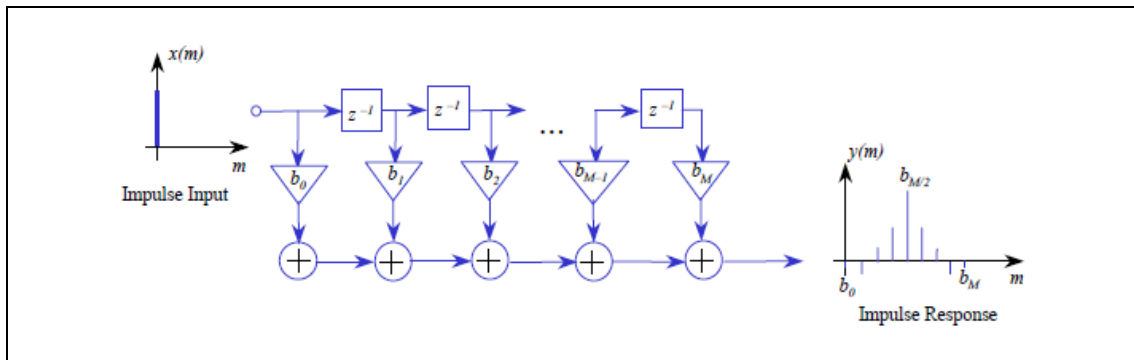 x(m)
m
Impulse Input
z⁻¹
z⁻¹
...
z⁻¹
b₀
b₁
b₂
b_{M-1}
b_M
+
+
+
+
+
y(m)
b_{M/2}
b₀
b_M
m
Impulse Response